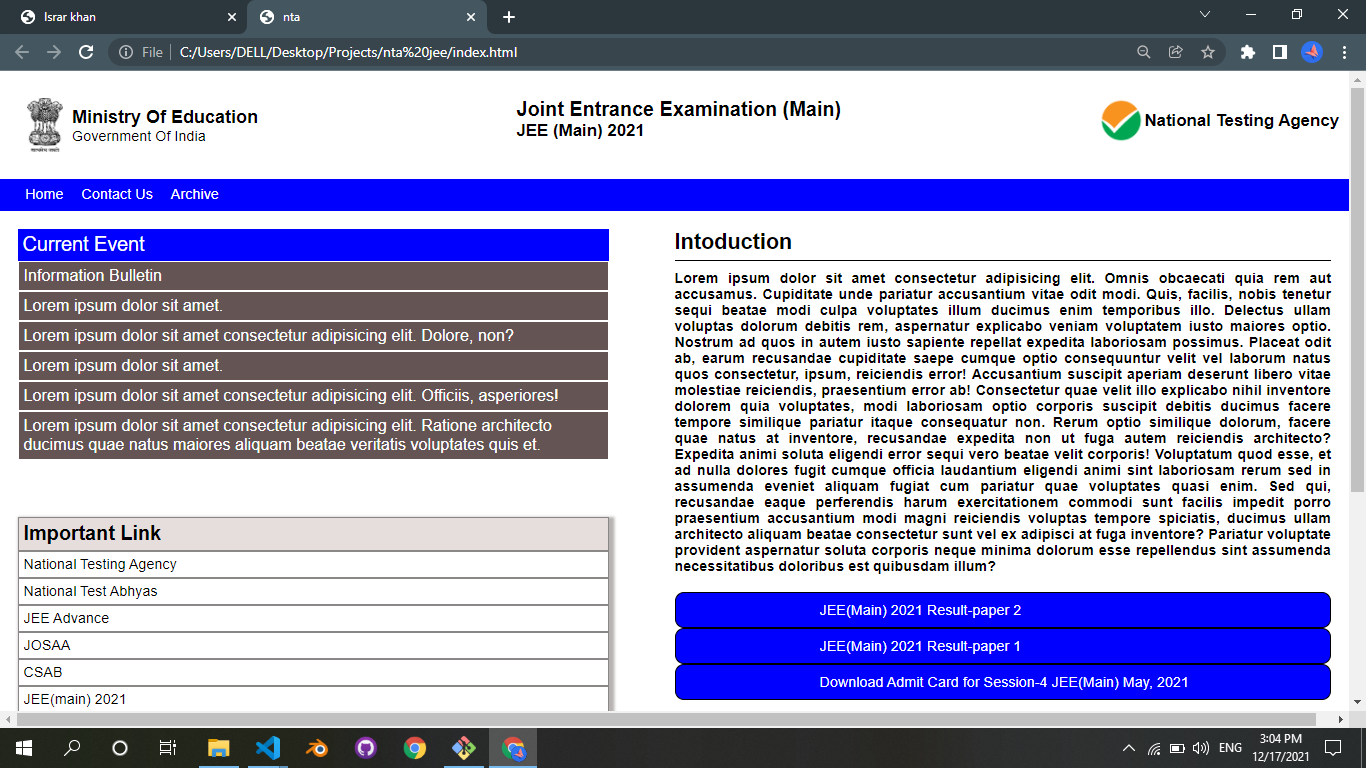 Israr khan
nta
File
C:/Users/DELL/Desktop/Projects/nta%20jee/index.html
Ministry Of Education
Government Of India
Joint Entrance Examination (Main)
JEE (Main) 2021
National Testing Agency
Home Contact Us Archive
Current Event
Information Bulletin
Lorem ipsum dolor sit amet.
Lorem ipsum dolor sit amet consectetur adipisicing elit. Dolore, non?
Lorem ipsum dolor sit amet.
Lorem ipsum dolor sit amet consectetur adipisicing elit. Officiis, asperiores!
Lorem ipsum dolor sit amet consectetur adipisicing elit. Ratione architecto
ducimus quae natus maiores aliquam beatae veritatis voluptates quis et.
Important Link
National Testing Agency
National Test Abhyas
JEE Advance
JOSAA
CSAB
JEE(main) 2021
Intoduction
Lorem ipsum dolor sit amet consectetur adipisicing elit. Omnis obcaecati quia rem aut
accusamus. Cupiditate unde pariatur accusantium vitae odit modi. Quis, facilis, nobis tenetur
sequi beatae modi culpa voluptates illum ducimus enim temporibus illo. Delectus ullam
voluptas dolorum debitis rem, aspernatur explicabo veniam voluptatem iusto maiores optio.
Nostrum ad quos in autem iusto sapiente repellat expedita laboriosam possimus. Placeat odit
ab, earum recusandae cupiditate saepe cumque optio consequuntur velit vel laborum natus
quos consectetur, ipsum, reiciendis error! Accusantium suscipit aperiam deserunt libero vitae
molestiae reiciendis, praesentium error ab! Consectetur quae velit illo explicabo nihil inventore
dolorem quia voluptates, modi laboriosam optio corporis suscipit debitis ducimus facere
tempore similique pariatur itaque consequatur non. Rerum optio similique dolorum, facere
quae natus at inventore, recusandae expedita non ut fuga autem reiciendis architecto?
Expedita animi soluta eligendi error sequi vero beatae velit corporis! Voluptatum quod esse, et
ad nulla dolores fugit cumque officia laudantium eligendi animi sint laboriosam rerum sed in
assumenda eveniet aliquam fugiat cum pariatur quae voluptates quasi enim. Sed qui,
recusandae eaque perferendis harum exercitationem commodi sunt facilis impedit porro
praesentium accusantium modi magni reiciendis voluptas tempore spiciatis, ducimus ullam
architecto aliquam beatae consectetur sunt vel ex adipisci at fuga inventore? Pariatur voluptate
provident aspernatur soluta corporis neque minima dolorum esse repellendus sint assumenda
necessitatibus doloribus est quibusdam illum?
JEE(Main) 2021 Result-paper 2
JEE(Main) 2021 Result-paper 1
Download Admit Card for Session-4 JEE(Main) May, 2021
ENG
3:04 PM
12/17/2021